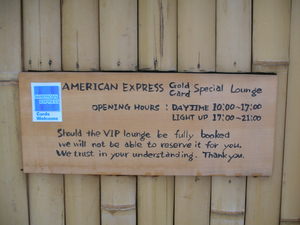 AMERICAN EXPRESS Gold Card Special Lounge
OPENING HOURS : DAYTIME 10:00~17:00
LIGHT UP 17:00~21:00
AMERICAN EXPRESS
Cards
Welcome
Should the VIP lounge be fully booked
we will not be able to reserve it for you.
We trust in your understanding. Thank you.